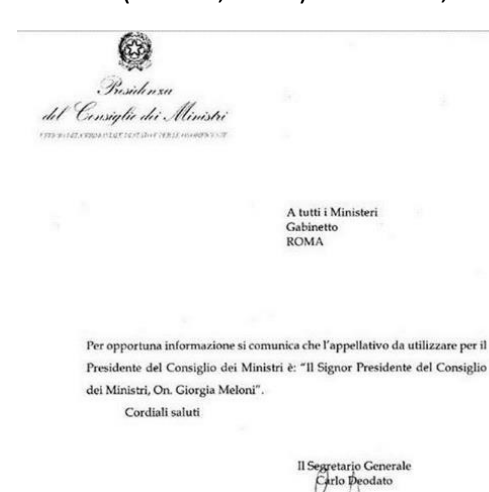 Presidenza
del Consiglio dei Ministri
A tutti i Ministeri
Gabinetto
ROMA
Per opportuna informazione si comunica che l'appellativo da utilizzare per il
Presidente del Consiglio dei Ministri è: "Il Signor Presidente del Consiglio
dei Ministri, On. Giorgia Meloni".
Cordiali saluti
Il Segretario Generale
Carlo Deodato